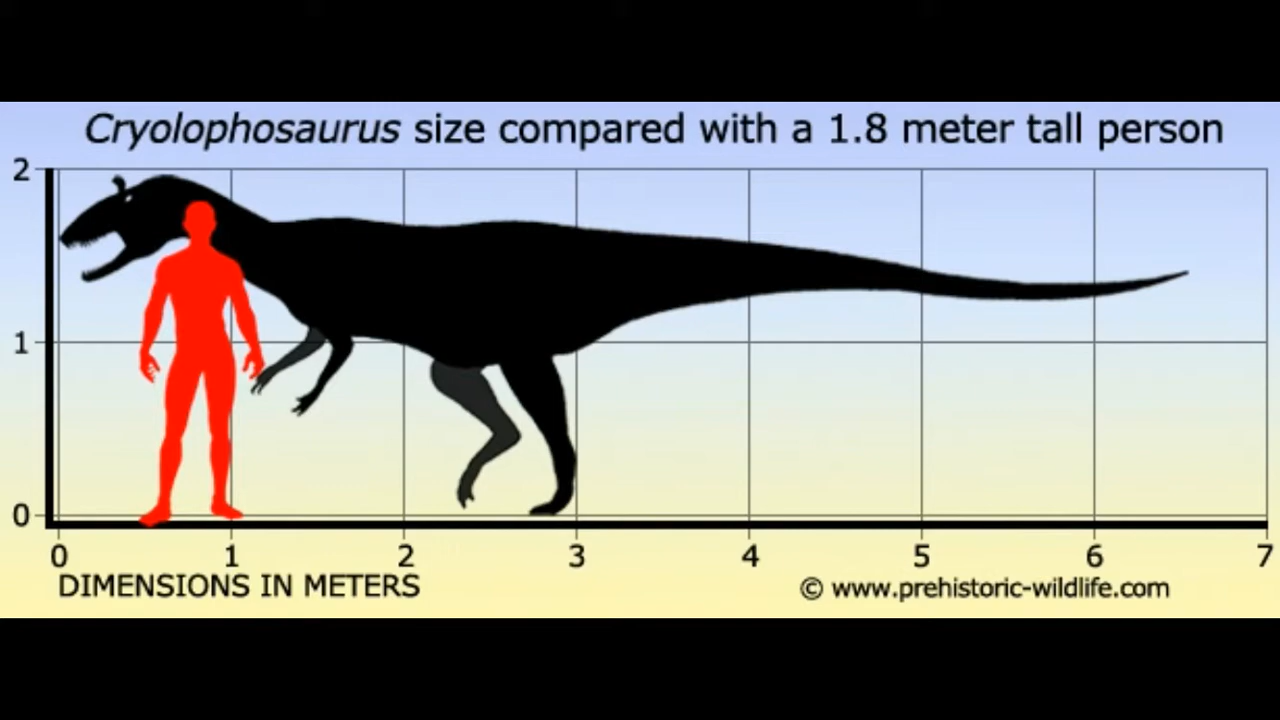 Cryolophosaurus size compared with a 1.8 meter tall person
2
1
0
0 1 2 3 4 5 6 7
DIMENSIONS IN METERS © www.prehistoric-wildlife.com